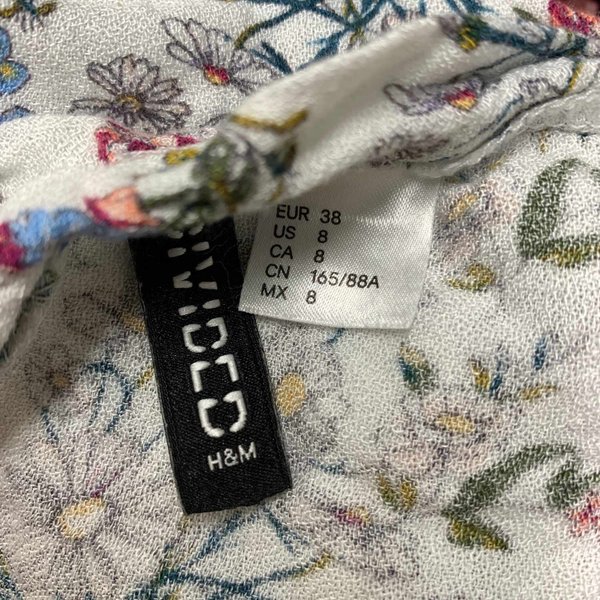 EUR 38
US 8
CA 8
CN 165/88A
MX 8
DIVIDED
H&M